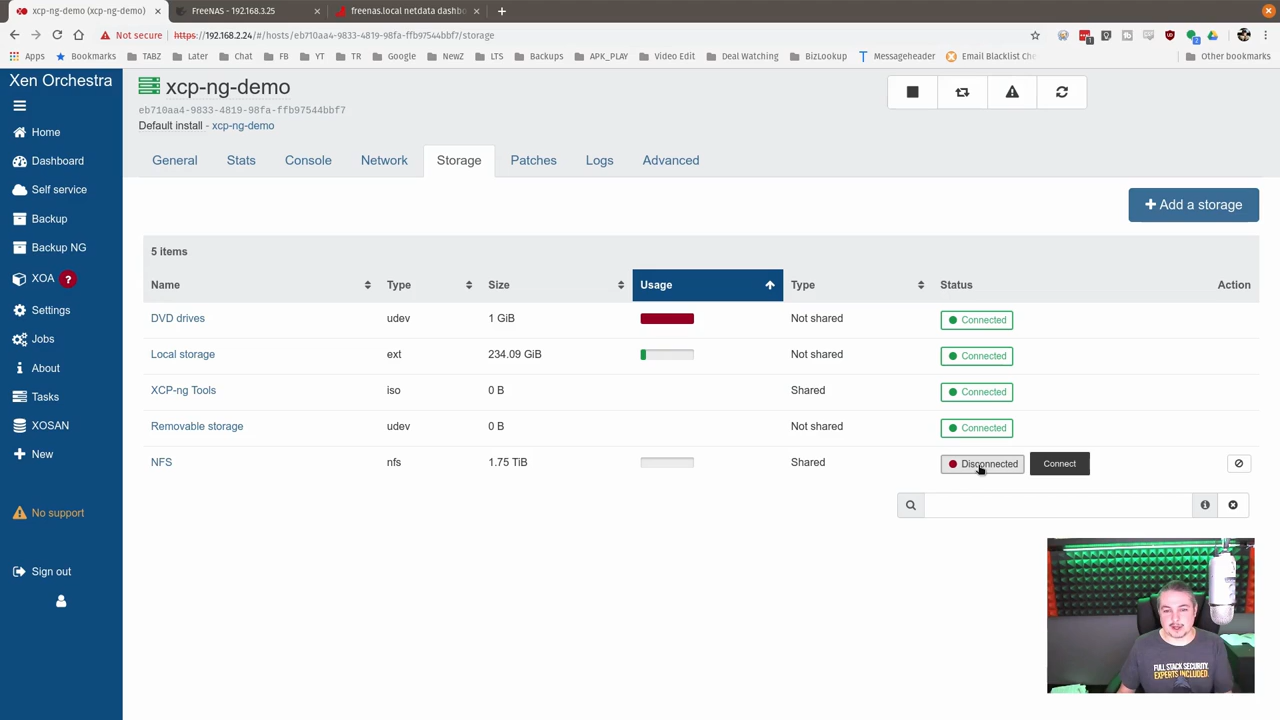 xcp-ng-demo (xcp-ng-demo)
FreeNAS - 192.168.3.25
freenas.local netdata dashbo
Not secure
https://192.168.2.24/#/hosts/eb710aa4-9833-4819-98fa-ffb97544bbf7/storage
Apps
Bookmarks
TABZ
Later
Chat
FB
YT
TR
Google
NewZ
LTS
Backups
APK_PLAY
Video Edit
Deal Watching
BizLookup
Messageheader
Email Blacklist Che
Other bookmarks
Xen Orchestra
Home
Dashboard
Self service
Backup
Backup NG
XOA ?
Settings
Jobs
About
Tasks
XOSAN
New
No support
Sign out
xcp-ng-demo
eb710aa4-9833-4819-98fa-ffb97544bbf7
Default install - xcp-ng-demo
General Stats Console Network Storage Patches Logs Advanced
+ Add a storage
5 items
Name Type Size Usage Type Status Action
DVD drives udev 1 GiB Not shared Connected
Local storage ext 234.09 GiB Not shared Connected
XCP-ng Tools iso 0 B Shared Connected
Removable storage udev 0 B Not shared Connected
NFS nfs 1.75 TiB Shared Disconnected Connect
FULL STACK SECURITY.
EXPERTS INCLUDED.